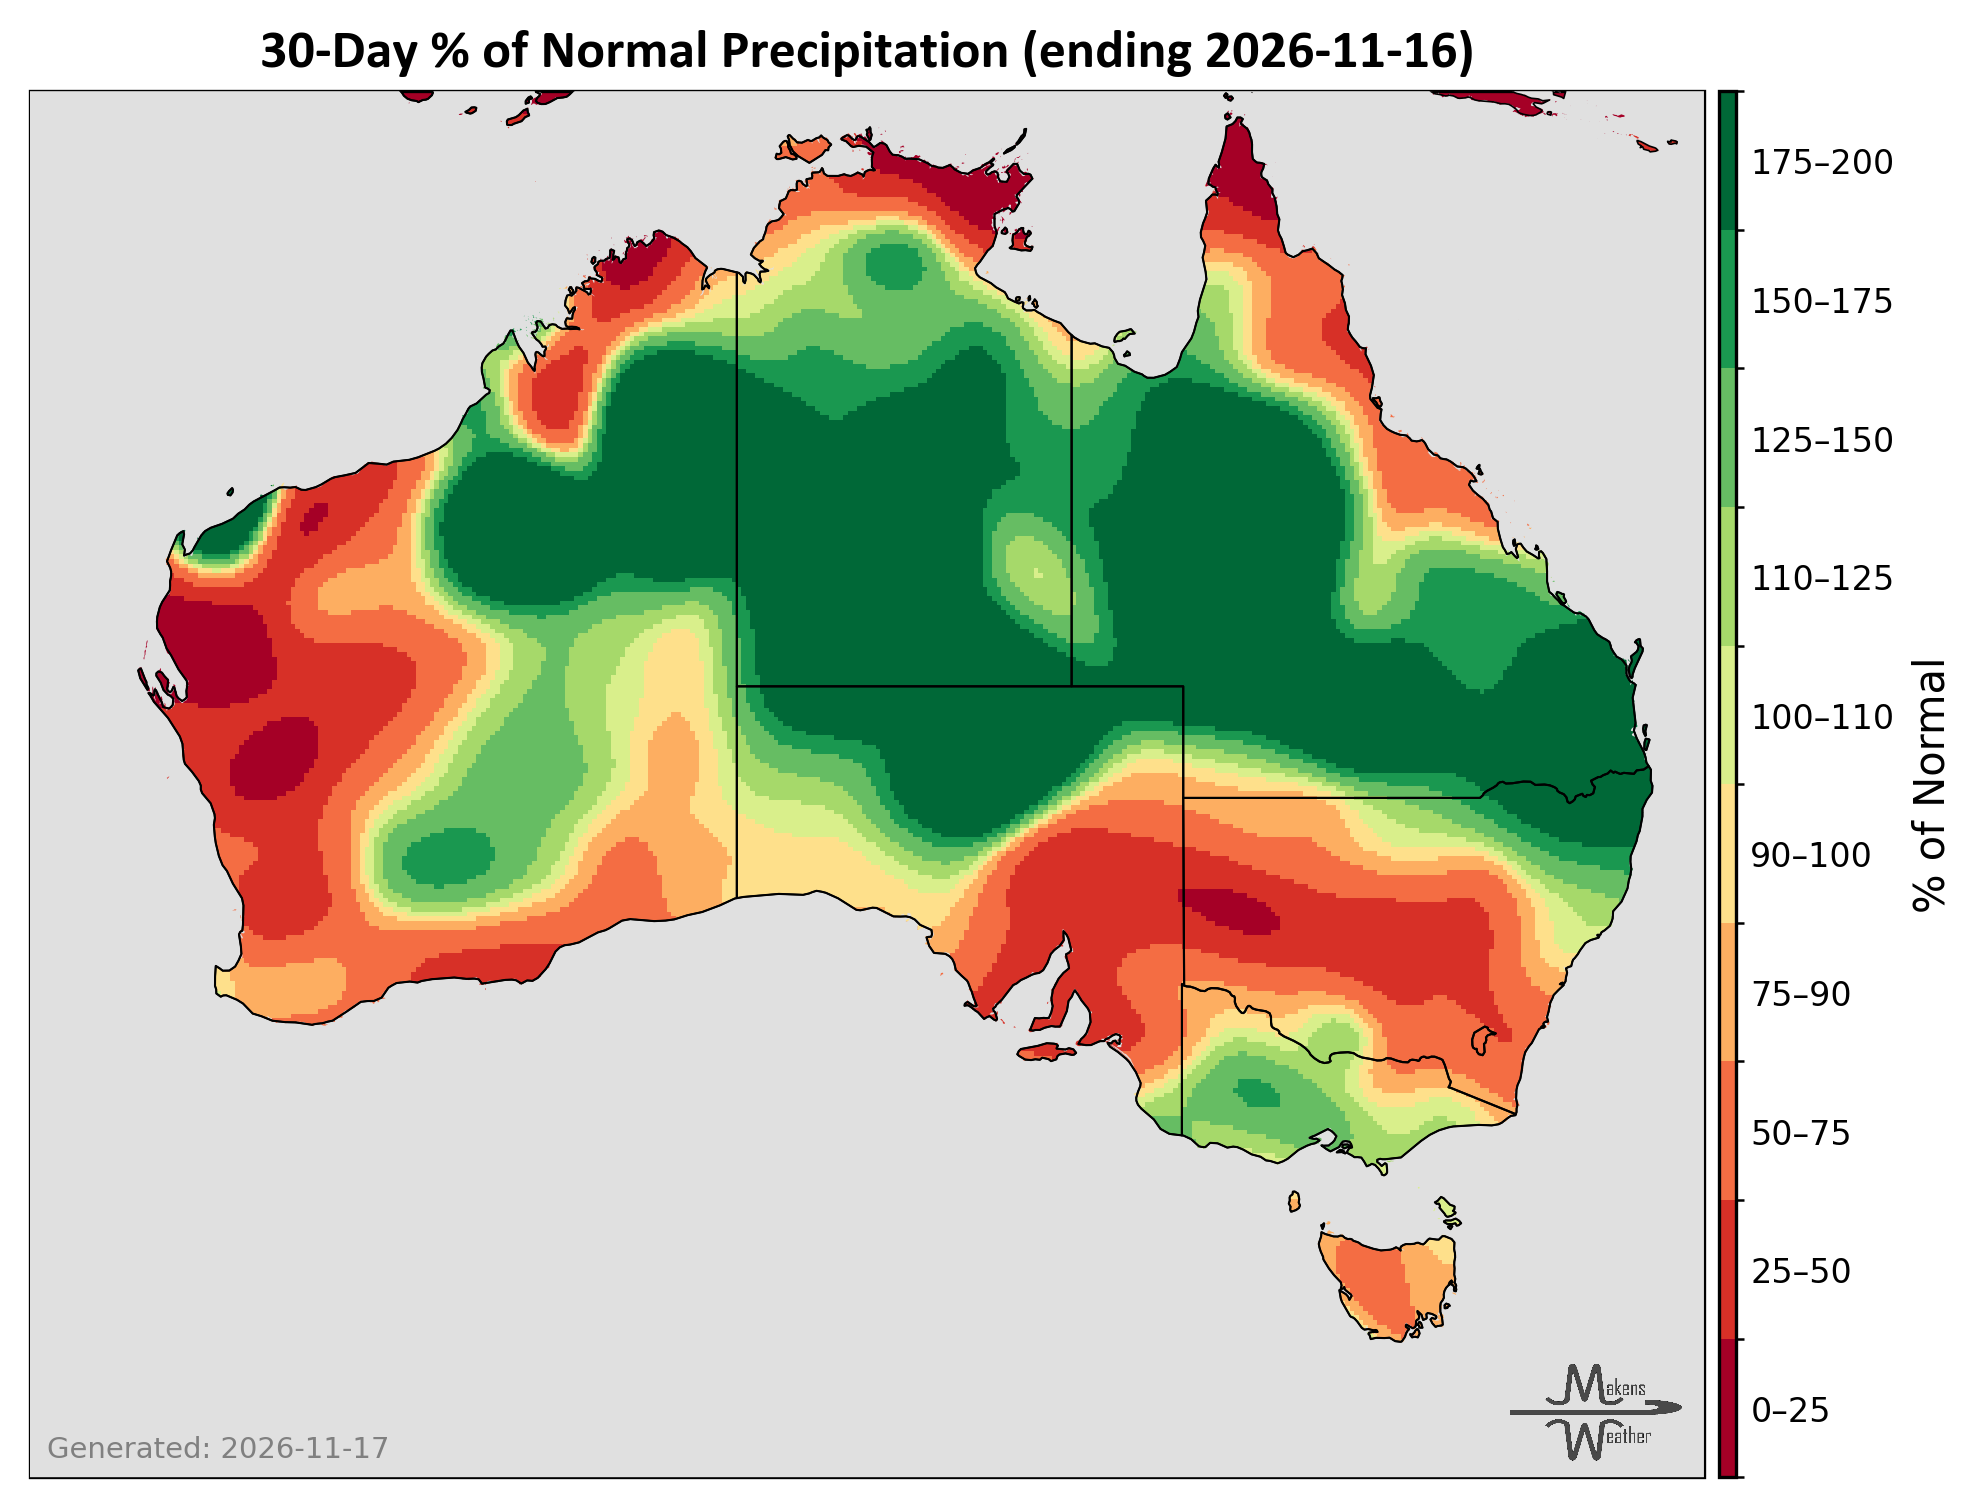 30-Day % of Normal Precipitation (ending 2026-11-16)
175–200
150–175
125–150
110–125
100–110
90–100
75–90
50–75
25–50
0–25
% of Normal
Makens
Weather
Generated: 2026-11-17